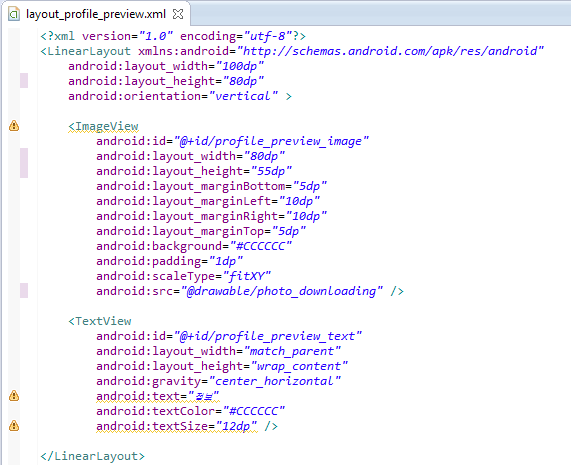 layout_profile_preview.xml
<?xml version="1.0" encoding="utf-8"?>
<LinearLayout xmlns:android="http://schemas.android.com/apk/res/android"
android:layout_width="100dp"
android:layout_height="80dp"
android:orientation="vertical" >
<ImageView
android:id="@+id/profile_preview_image"
android:layout_width="80dp"
android:layout_height="55dp"
android:layout_marginBottom="5dp"
android:layout_marginLeft="10dp"
android:layout_marginRight="10dp"
android:layout_marginTop="5dp"
android:background="#CCCCCC"
android:padding="1dp"
android:scaleType="fitXY"
android:src="@drawable/photo_downloading" />
<TextView
android:id="@+id/profile_preview_text"
android:layout_width="match_parent"
android:layout_height="wrap_content"
android:gravity="center_horizontal"
android:text="
android:textColor="#CCCCCC"
android:textSize="12dp" />
</LinearLayout>